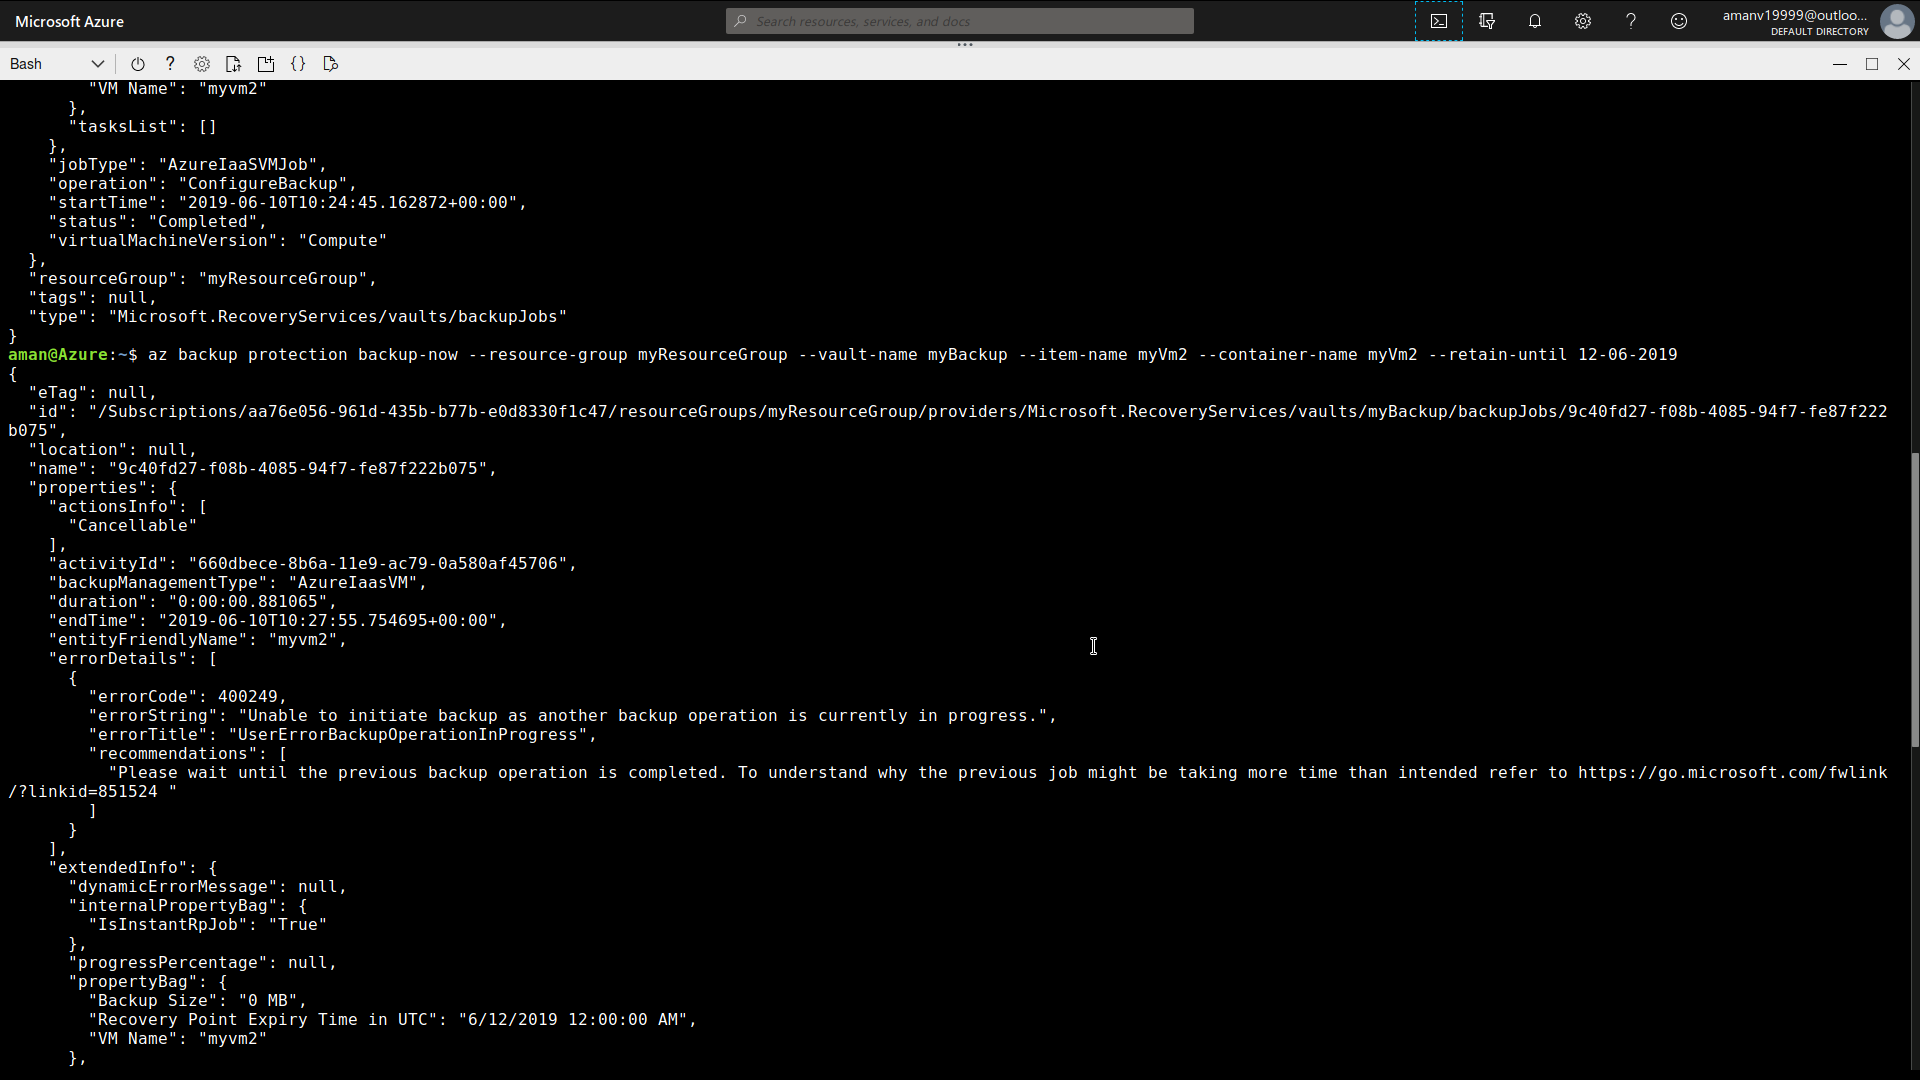 Microsoft Azure
Search resources, services, and docs
amanv19999@outloo...
DEFAULT DIRECTORY
Bash
"VM Name": "myvm2"
},
"tasksList": []
},
"jobType": "AzureIaaSVMJob",
"operation": "ConfigureBackup",
"startTime": "2019-06-10T10:24:45.162872+00:00",
"status": "Completed",
"virtualMachineVersion": "Compute"
},
"resourceGroup": "myResourceGroup",
"tags": null,
"type": "Microsoft.RecoveryServices/vaults/backupJobs"
}
aman@Azure:~$ az backup protection backup-now --resource-group myResourceGroup --vault-name myBackup --item-name myVm2 --container-name myVm2 --retain-until 12-06-2019
{
"eTag": null,
"id": "/Subscriptions/aa76e056-961d-435b-b77b-e0d8330f1c47/resourceGroups/myResourceGroup/providers/Microsoft.RecoveryServices/vaults/myBackup/backupJobs/9c40fd27-f08b-4085-94f7-fe87f222
b075",
"location": null,
"name": "9c40fd27-f08b-4085-94f7-fe87f222b075",
"properties": {
"actionsInfo": [
"Cancellable"
],
"activityId": "660dbece-8b6a-11e9-ac79-0a580af45706",
"backupManagementType": "AzureIaasVM",
"duration": "0:00:00.881065",
"endTime": "2019-06-10T10:27:55.754695+00:00",
"entityFriendlyName": "myvm2",
"errorDetails": [
{
"errorCode": 400249,
"errorString": "Unable to initiate backup as another backup operation is currently in progress.",
"errorTitle": "UserErrorBackupOperationInProgress",
"recommendations": [
"Please wait until the previous backup operation is completed. To understand why the previous job might be taking more time than intended refer to https://go.microsoft.com/fwlink
/?linkid=851524 "
]
}
],
"extendedInfo": {
"dynamicErrorMessage": null,
"internalPropertyBag": {
"IsInstantRpJob": "True"
},
"progressPercentage": null,
"propertyBag": {
"Backup Size": "0 MB",
"Recovery Point Expiry Time in UTC": "6/12/2019 12:00:00 AM",
"VM Name": "myvm2"
},